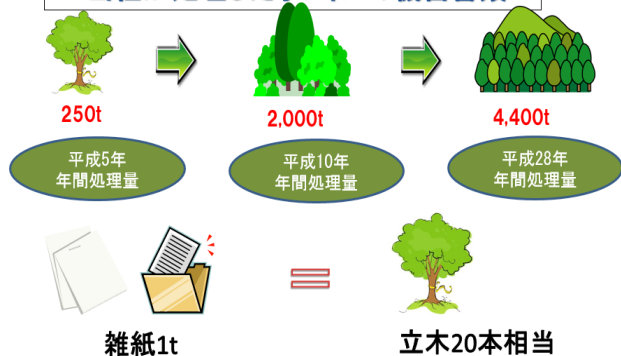 250t
2,000t
4,400t
平成5年
年間処理量
平成10年
年間処理量
平成28年
年間処理量
雑紙1t
=
立木20本相当